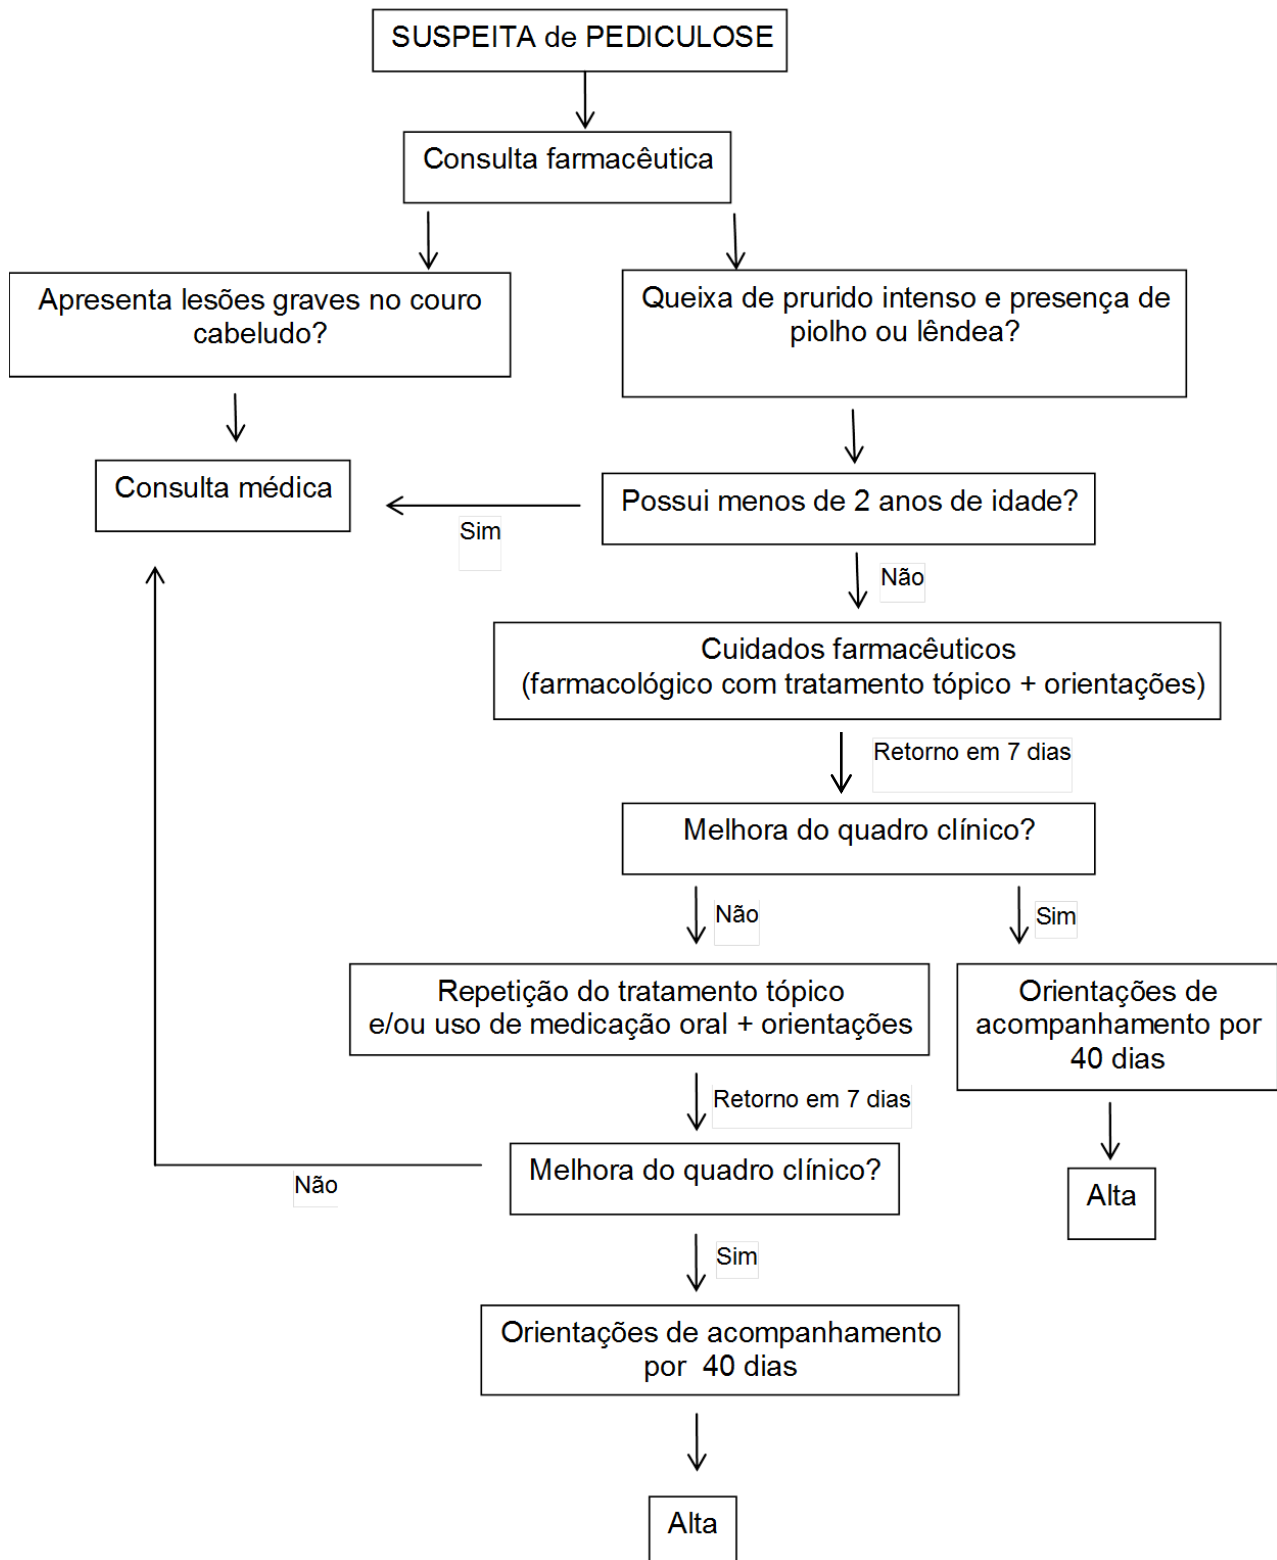 SUSPEITA de PEDICULOSE
Consulta farmacêutica
Apresenta lesões graves no couro
cabeludo?
Queixa de prurido intenso e presença de
piolho ou lêndea?
Consulta médica
Possui menos de 2 anos de idade?
Sim
Não
Cuidados farmacêuticos
(farmacológico com tratamento tópico + orientações)
Retorno em 7 dias
Melhora do quadro clínico?
Não
Sim
Repetição do tratamento tópico
e/ou uso de medicação oral + orientações
Orientações de
acompanhamento por
40 dias
Retorno em 7 dias
Melhora do quadro clínico?
Não
Alta
Sim
Orientações de acompanhamento
por 40 dias
Alta